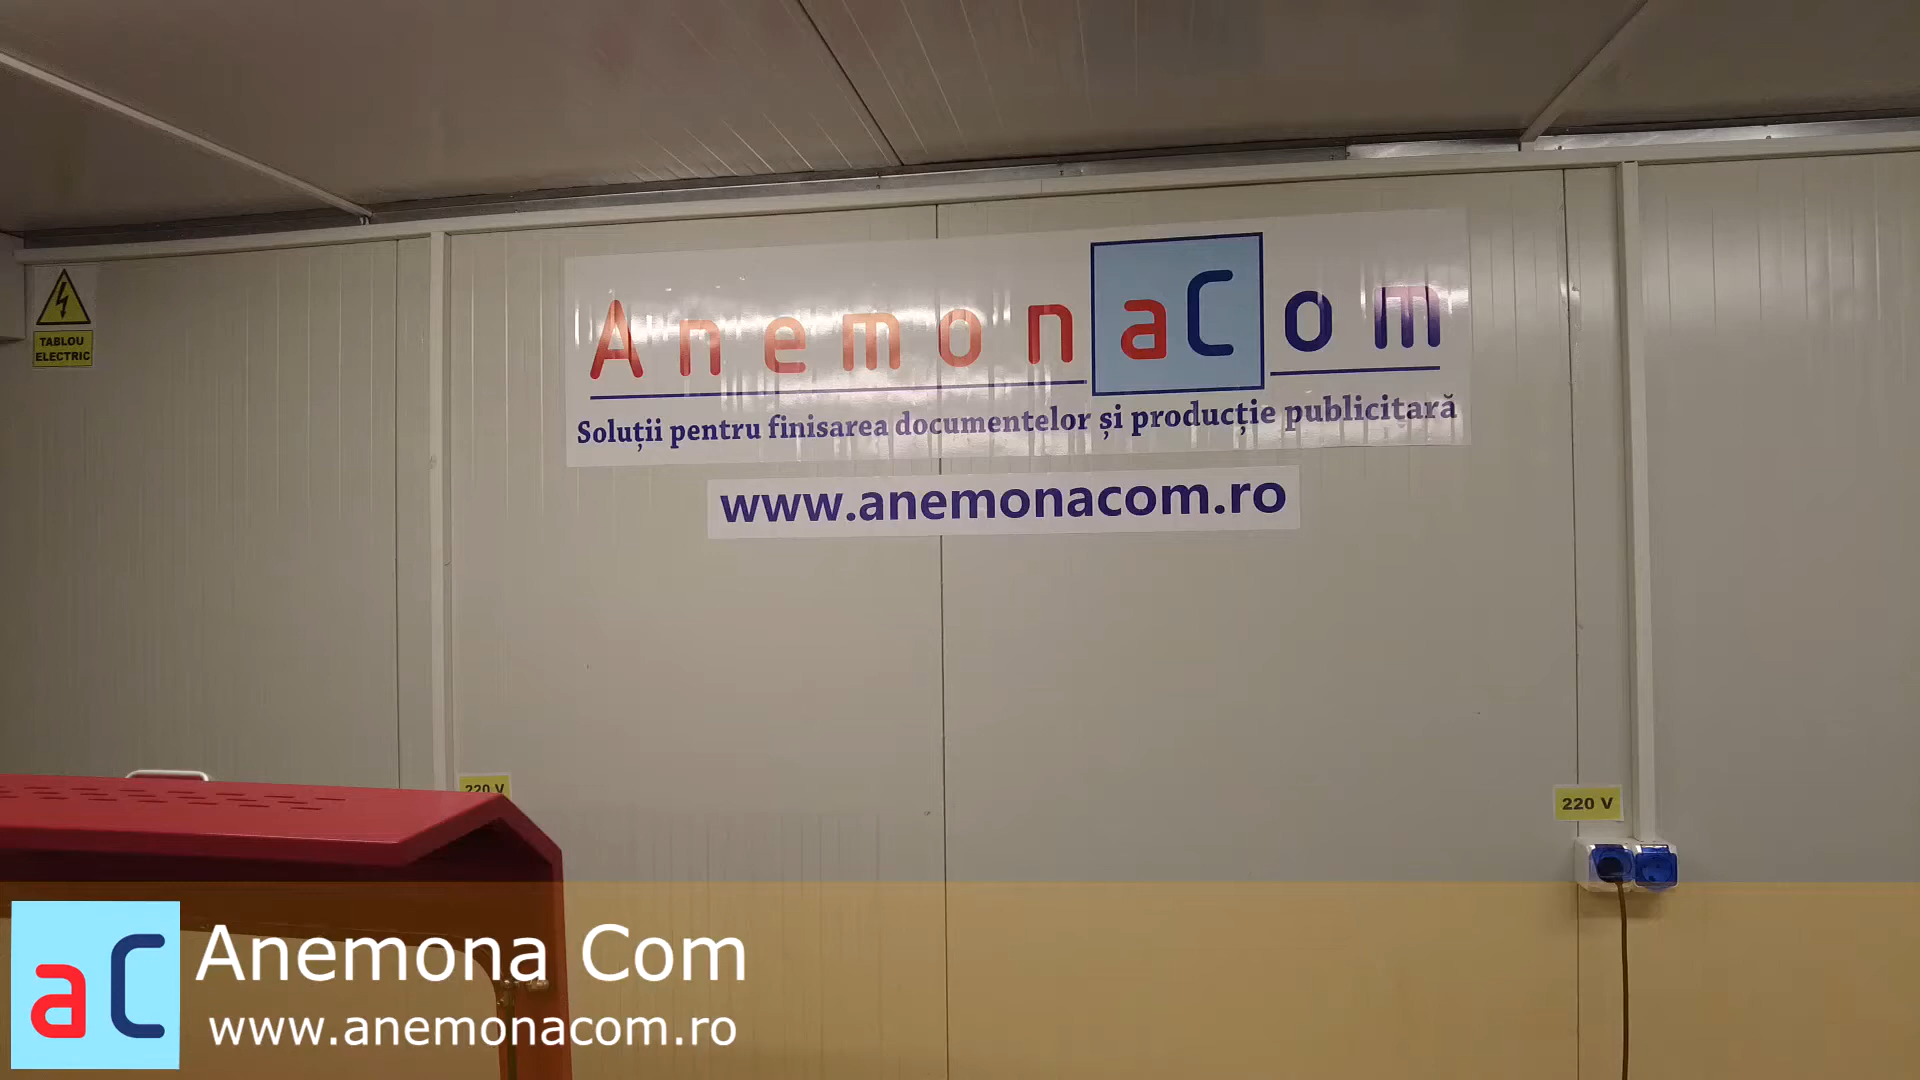 TABLOU
ELECTRIC
AnemonaCom
Soluții pentru finisarea documentelor și producție publicitară
www.anemonacom.ro
220 V
220 V
aC
Anemona Com
www.anemonacom.ro